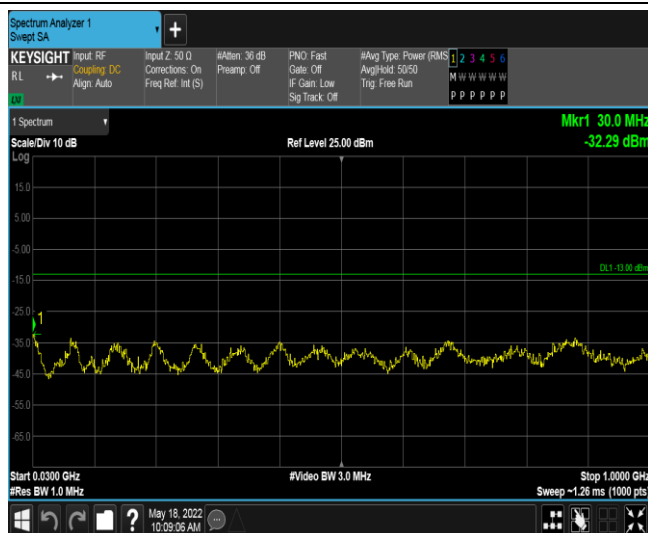 Spectrum Analyzer 1
Swept SA
+
KEYSIGHT
RL
LXI
Input: RF
Coupling: DC
Align: Auto
Input Z: 50 Ω
Corrections: On
Freq Ref: Int (S)
#Atten: 36 dB
Preamp: Off
PNO: Fast
Gate: Off
IF Gain: Low
Sig Track: Off
#Avg Type: Power (RMS
Avg|Hold: 50/50
Trig: Free Run
1 2 3 4 5 6
M W W W W W
P P P P P P
1 Spectrum
Mkr1 30.0 MHz
Scale/Div 10 dB
Ref Level 25.00 dBm
-32.29 dBm
Log
15.0
5.00
-5.00
DL1 -13.00 dBm
-15.0
-25.0
1
-35.0
-45.0
-55.0
-65.0
Start 0.0300 GHz
#Video BW 3.0 MHz
Stop 1.0000 GHz
#Res BW 1.0 MHz
Sweep ~1.26 ms (1000 pts)
?
May 18, 2022
10:09:06 AM